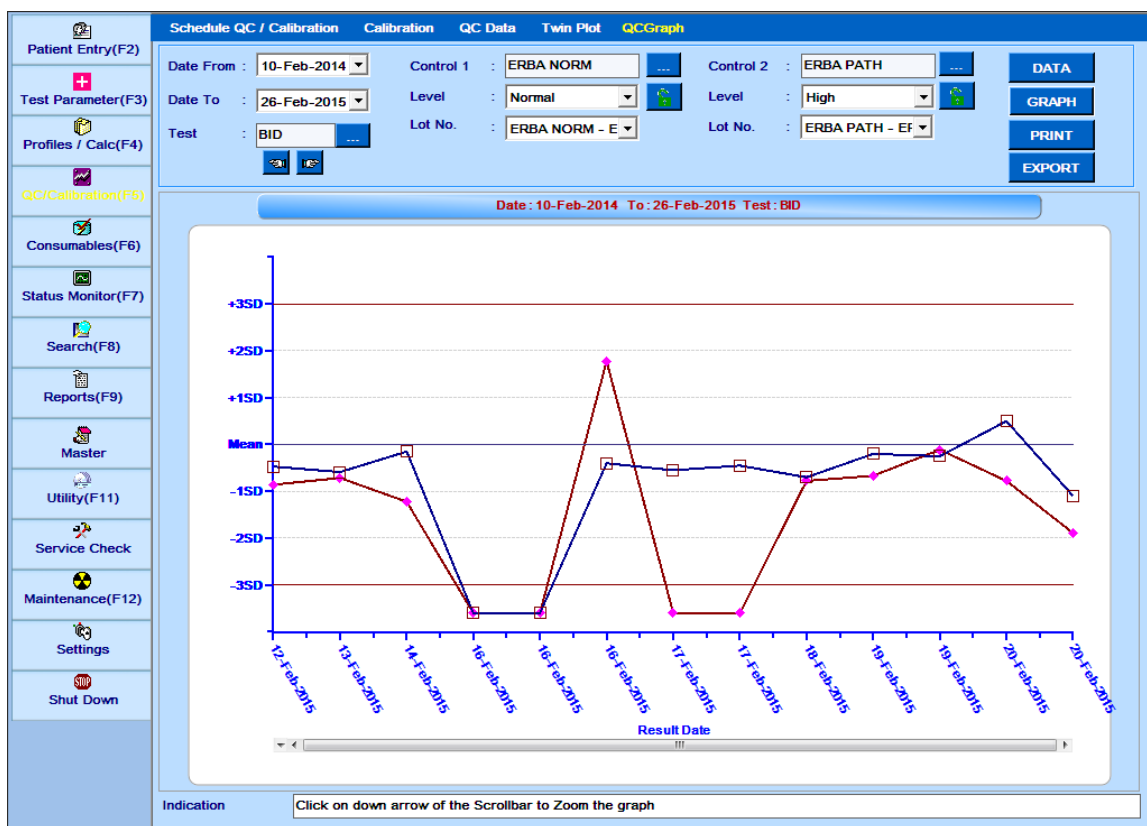 Schedule QC / Calibration Calibration QC Data Twin Plot QCGraph
Patient Entry(F2)
Test Parameter(F3)
Profiles / Calc(F4)
QC/Calibration(F5)
Consumables(F6)
Status Monitor(F7)
Search(F8)
Reports(F9)
Master
Utility(F11)
Service Check
Maintenance(F12)
Settings
STOP
Shut Down
Date From : 10-Feb-2014 Control 1 : ERBA NORM ... Control 2 : ERBA PATH ... DATA
Date To : 26-Feb-2015 Level : Normal Level : High GRAPH
Test : BID ... Lot No. : ERBA NORM - E Lot No. : ERBA PATH - EF PRINT
EXPORT
Date : 10-Feb-2014 To : 26-Feb-2015 Test : BID
+3SD
+2SD
+1SD
Mean
-1SD
-2SD
-3SD
12-Feb-2015
13-Feb-2015
14-Feb-2015
16-Feb-2015
16-Feb-2015
16-Feb-2015
17-Feb-2015
17-Feb-2015
18-Feb-2015
19-Feb-2015
19-Feb-2015
20-Feb-2015
20-Feb-2015
Result Date
Indication Click on down arrow of the Scrollbar to Zoom the graph